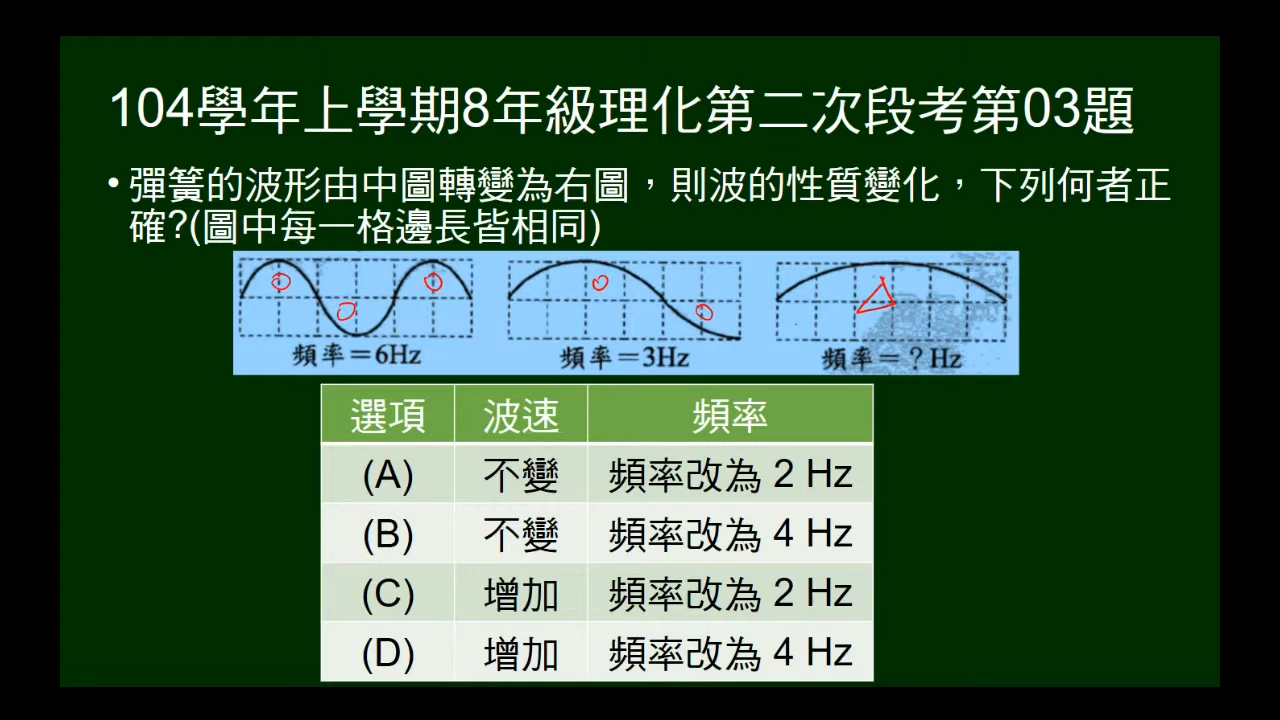 104學年上學期8年級理化第二次段考第03題
• 彈簧的波形由中圖轉變為右圖，則波的性質變化，下列何者正
確?(圖中每一格邊長皆相同)
頻率＝6Hz 頻率＝3Hz 頻率＝？Hz
選項 波速 頻率
(A) 不變 頻率改為 2 Hz
(B) 不變 頻率改為 4 Hz
(C) 增加 頻率改為 2 Hz
(D) 增加 頻率改為 4 Hz